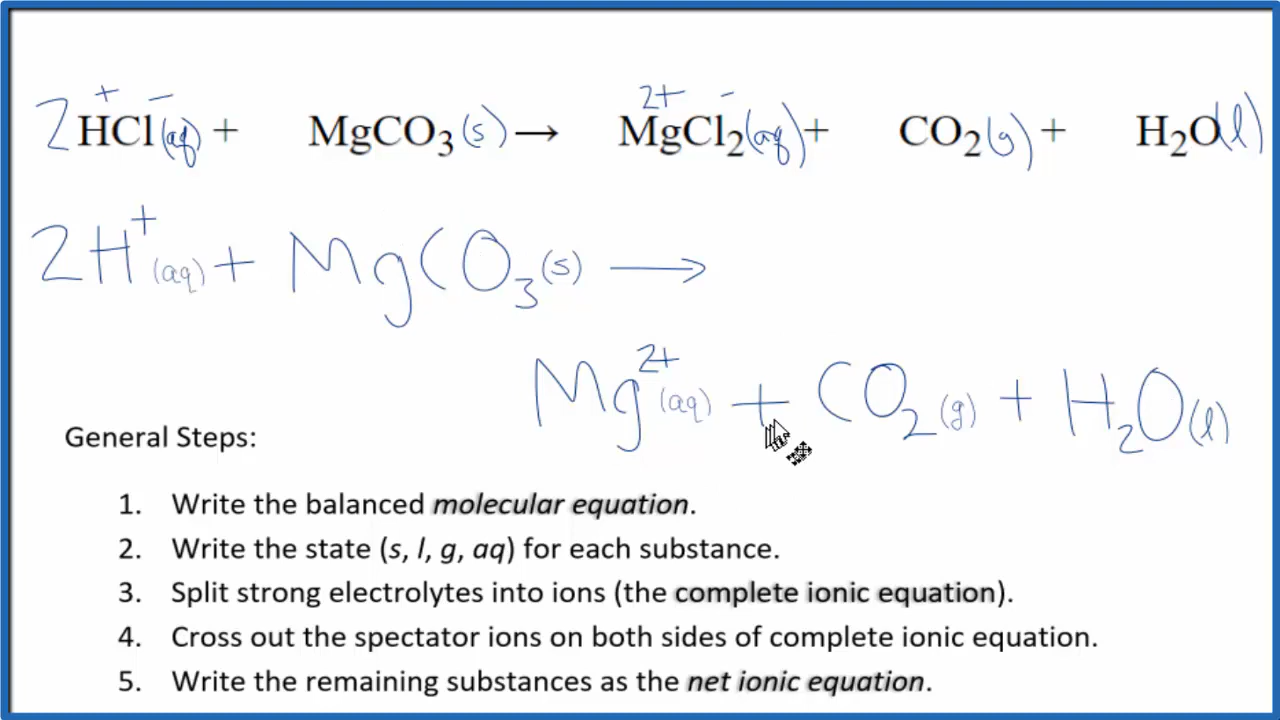 2HCl(aq) + MgCO₃(s) → MgCl₂(aq) + CO₂(g) + H₂O(l)
+ − 2+ −
2H⁺(aq) + MgCO₃(s) →
Mg²⁺(aq) + CO₂(g) + H₂O(l)
General Steps:
1. Write the balanced molecular equation.
2. Write the state (s, l, g, aq) for each substance.
3. Split strong electrolytes into ions (the complete ionic equation).
4. Cross out the spectator ions on both sides of complete ionic equation.
5. Write the remaining substances as the net ionic equation.